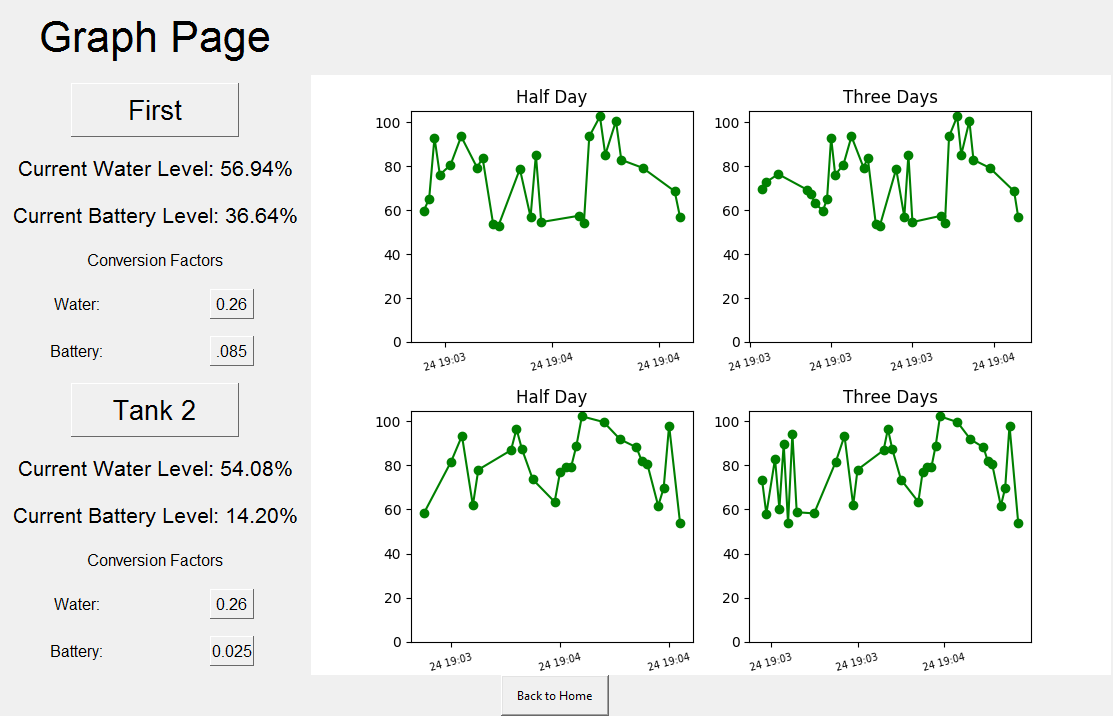 Graph Page
First
Current Water Level: 56.94%
Current Battery Level: 36.64%
Conversion Factors
Water: 0.26
Battery: .085
Tank 2
Current Water Level: 54.08%
Current Battery Level: 14.20%
Conversion Factors
Water: 0.26
Battery: 0.025
Half Day
100
80
60
40
20
0
24 19:03 24 19:04 24 19:04
Three Days
100
80
60
40
20
0
24 19:03 24 19:03 24 19:03 24 19:04
Half Day
100
80
60
40
20
0
24 19:03 24 19:04 24 19:04
Three Days
100
80
60
40
20
0
24 19:03 24 19:03 24 19:04
Back to Home